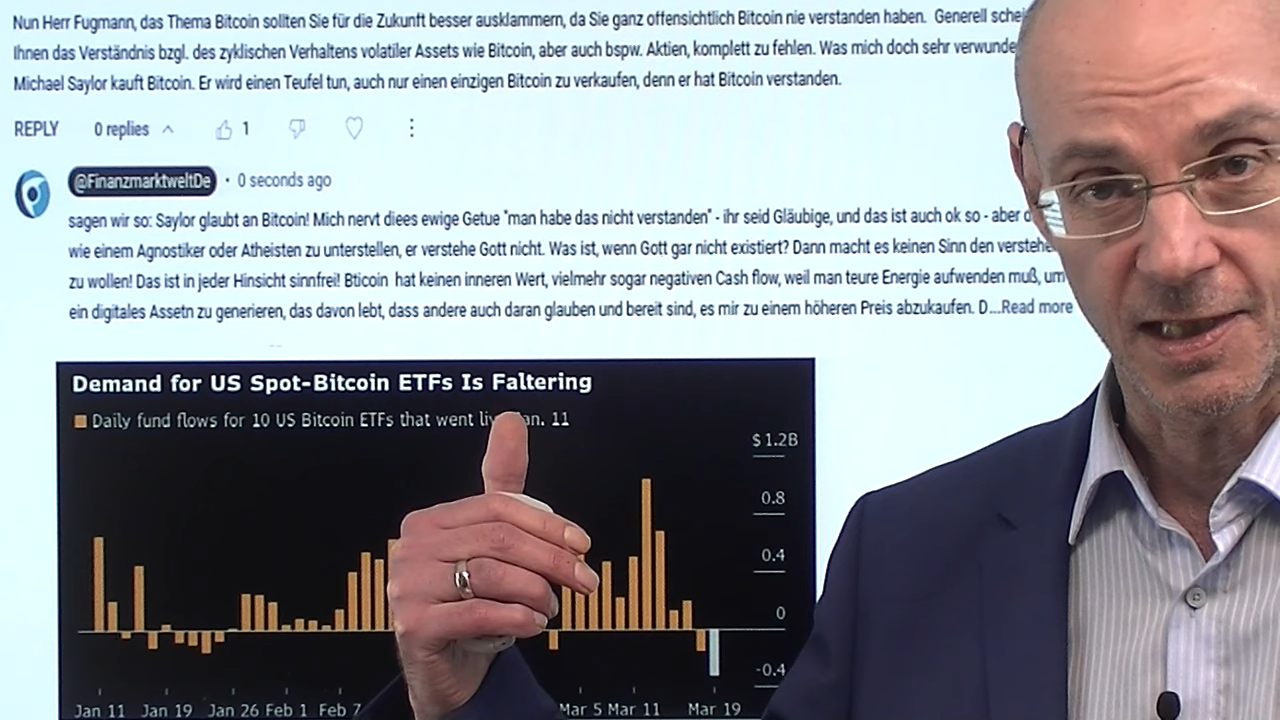 Nun Herr Fugmann, das Thema Bitcoin sollten Sie für die Zukunft besser ausklammern, da Sie ganz offensichtlich Bitcoin nie verstanden haben. Generell
Ihnen das Verständnis bzgl. des zyklischen Verhaltens volatiler Assets wie Bitcoin, aber auch bspw. Aktien, komplett zu fehlen. Was mich doch sehr
Michael Saylor kauft Bitcoin. Er wird einen Teufel tun, auch nur einen einzigen Bitcoin zu verkaufen, denn er hat Bitcoin verstanden.
REPLY 0 replies 1
@FinanzmarktweltDe · 0 seconds ago
sagen wir so: Saylor glaubt an Bitcoin! Mich nervt diees ewige Getue "man habe das nicht verstanden" - ihr seid Gläubige, und das ist auch ok so - aber
wie einem Agnostiker oder Atheisten zu unterstellen, er verstehe Gott nicht. Was ist, wenn Gott gar nicht existiert? Dann macht es keinen Sinn den
zu wollen! Das ist in jeder Hinsicht sinnfrei! Bticoin hat keinen inneren Wert, vielmehr sogar negativen Cash flow, weil man teure Energie aufwenden muß, um
ein digitales Assetn zu generieren, das davon lebt, dass andere auch daran glauben und bereit sind, es mir zu einem höheren Preis abzukaufen. D...Read more
Demand for US Spot-Bitcoin ETFs Is Faltering
Daily fund flows for 10 US Bitcoin ETFs that went 11
$1.2B
0.8
0.4
0
-0.4
Jan 11 Jan 19 Jan 26 Feb 1 Feb 7 Mar 5 Mar 11 Mar 19